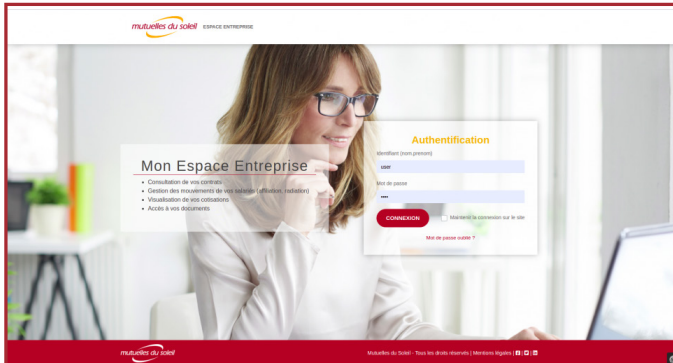 mutuelles du soleil ESPACE ENTREPRISE
Mon Espace Entreprise
Consultation de vos contrats
Gestion des mouvements de vos salariés (affiliation, radiation)
Visualisation de vos cotisations
Accès à vos documents
Authentification
Identifiant (nom.prenom)
user
Mot de passe
••••
CONNEXION Maintenir la connexion sur le site
Mot de passe oublié ?
mutuelles du soleil Mutuelles du Soleil - Tous les droits réservés | Mentions légales |